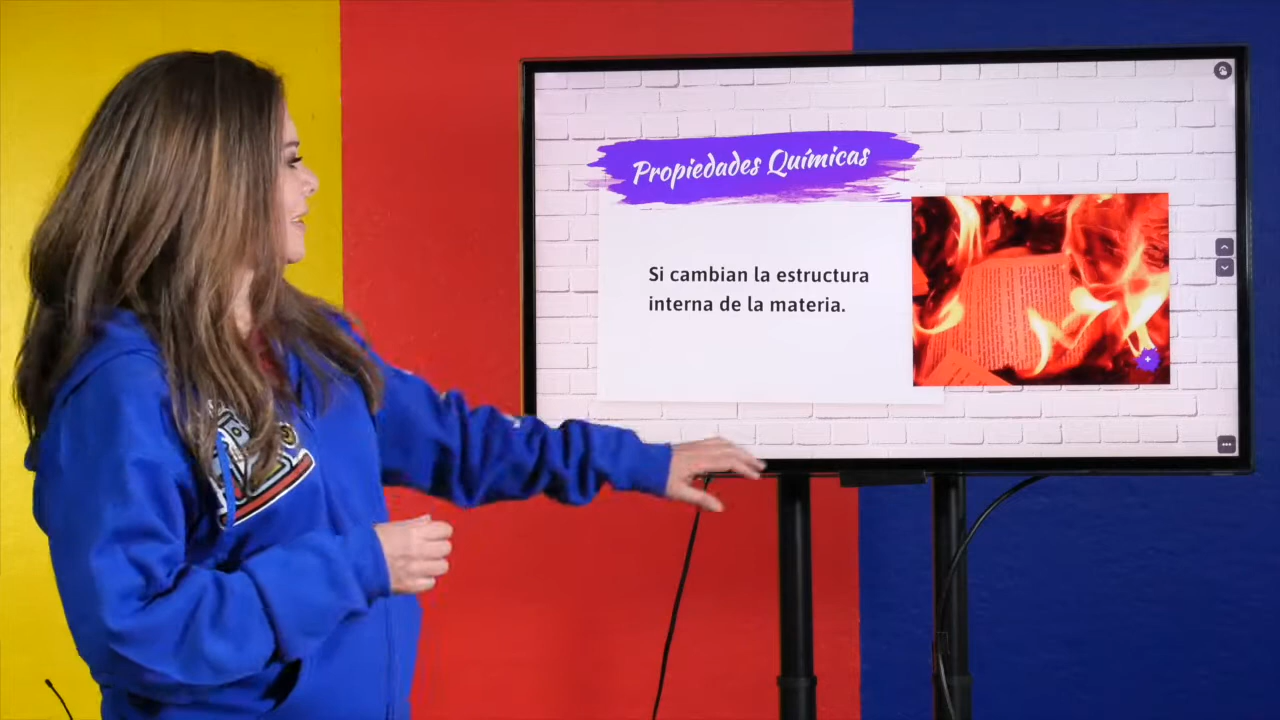 Propiedades Químicas
Si cambian la estructura
interna de la materia.